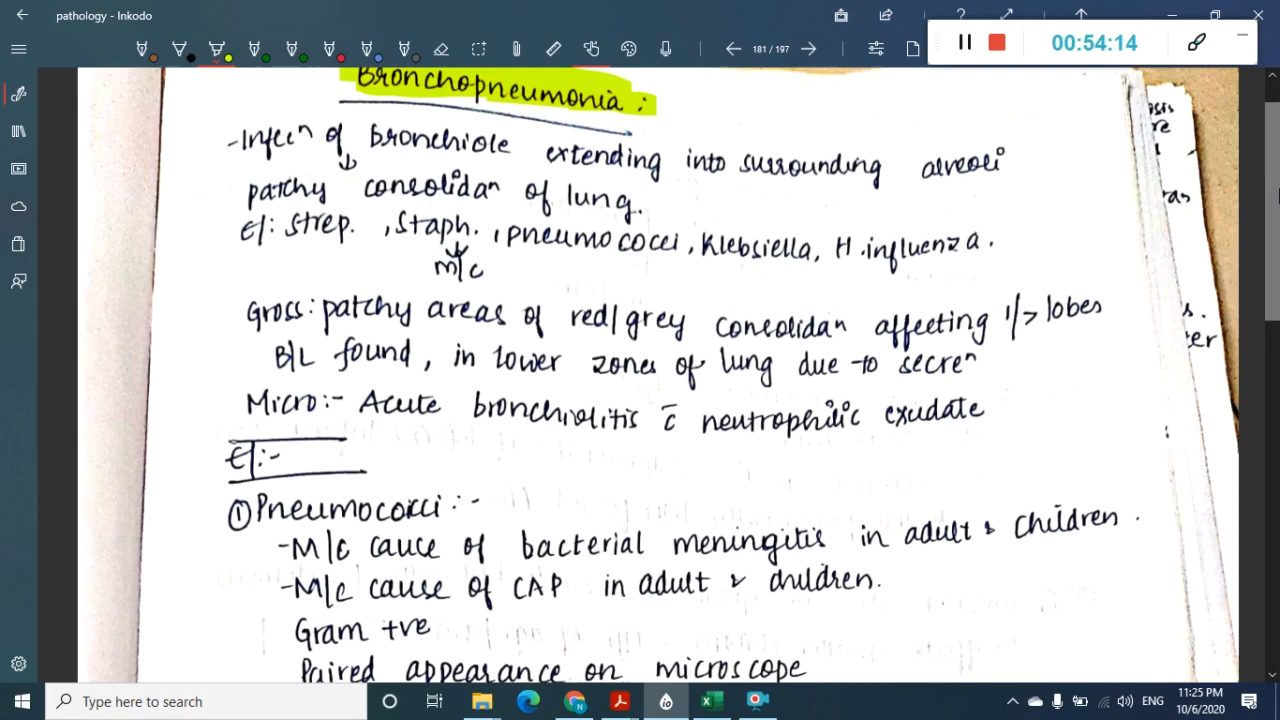 pathology - Inkodo
181 / 197
00:54:14
Bronchopneumonia :
-Infecⁿ of bronchiole extending into surrounding alveoli
↓
patchy consolidaⁿ of lung.
E/: Strep. , Staph. , pneumococci, Klebsiella, H. influenza.
↓
M/c
Gross: patchy areas of red/grey consolidaⁿ affecting 1/> lobes
B/L found, in lower zones of lung due to secreⁿ
Micro:- Acute bronchiolitis c̄ neutrophilic exudate
E/:-
① Pneumococci :-
-M/c cause of bacterial meningitis in adult & children.
-M/c cause of CAP in adult & children.
Gram +ve
Paired appearance on microscope
Type here to search
ENG
11:25 PM
10/6/2020